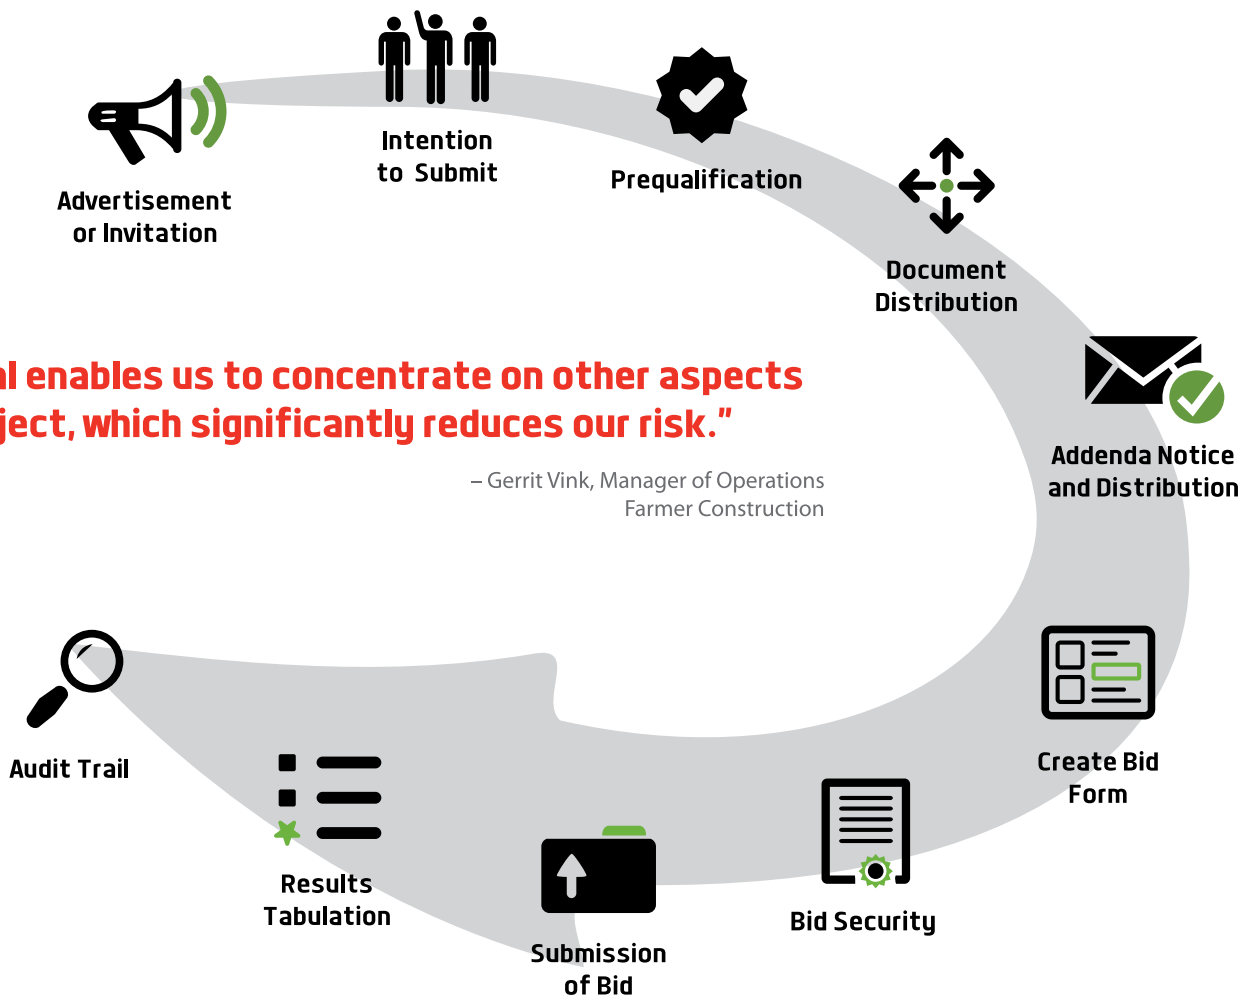 Intention
to Submit
Prequalification
Advertisement
or Invitation
Document
Distribution
enables us to concentrate on other aspects
which significantly reduces our risk."
– Gerrit Vink, Manager of Operations
Farmer Construction
Addenda Notice
and Distribution
Create Bid
Form
Audit Trail
Results
Tabulation
Bid Security
Submission
of Bid